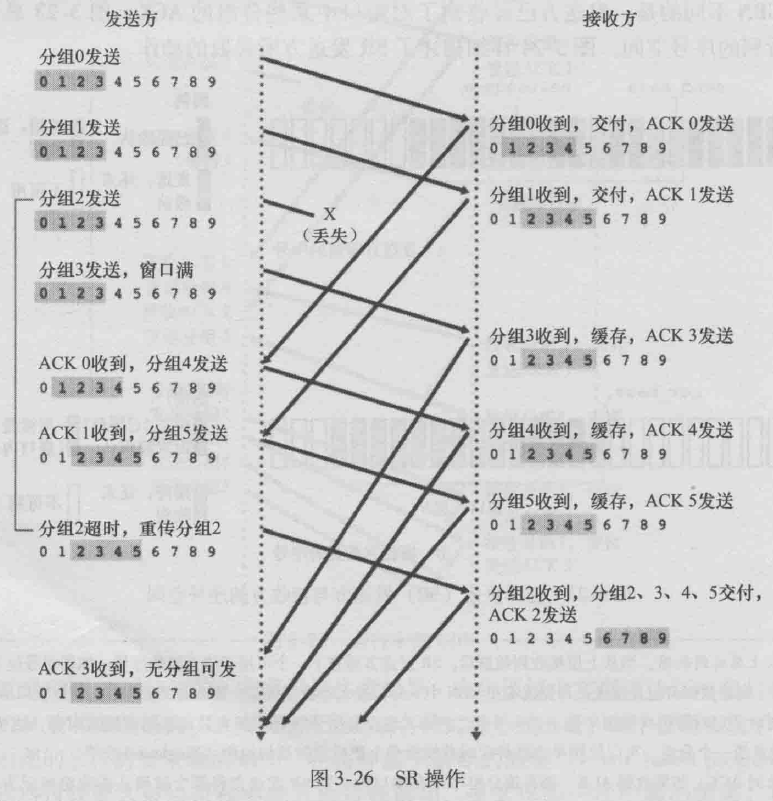 发送方
接收方
分组0发送
0 1 2 3 4 5 6 7 8 9
分组0收到，交付，ACK 0发送
0 1 2 3 4 5 6 7 8 9
分组1发送
0 1 2 3 4 5 6 7 8 9
分组1收到，交付，ACK 1发送
0 1 2 3 4 5 6 7 8 9
分组2发送
0 1 2 3 4 5 6 7 8 9
X
（丢失）
分组3发送，窗口满
0 1 2 3 4 5 6 7 8 9
分组3收到，缓存，ACK 3发送
0 1 2 3 4 5 6 7 8 9
ACK 0收到，分组4发送
0 1 2 3 4 5 6 7 8 9
分组4收到，缓存，ACK 4发送
0 1 2 3 4 5 6 7 8 9
ACK 1收到，分组5发送
0 1 2 3 4 5 6 7 8 9
分组5收到，缓存，ACK 5发送
0 1 2 3 4 5 6 7 8 9
分组2超时，重传分组2
0 1 2 3 4 5 6 7 8 9
分组2收到，分组2、3、4、5交付，
ACK 2发送
0 1 2 3 4 5 6 7 8 9
ACK 3收到，无分组可发
0 1 2 3 4 5 6 7 8 9
图 3-26 SR 操作